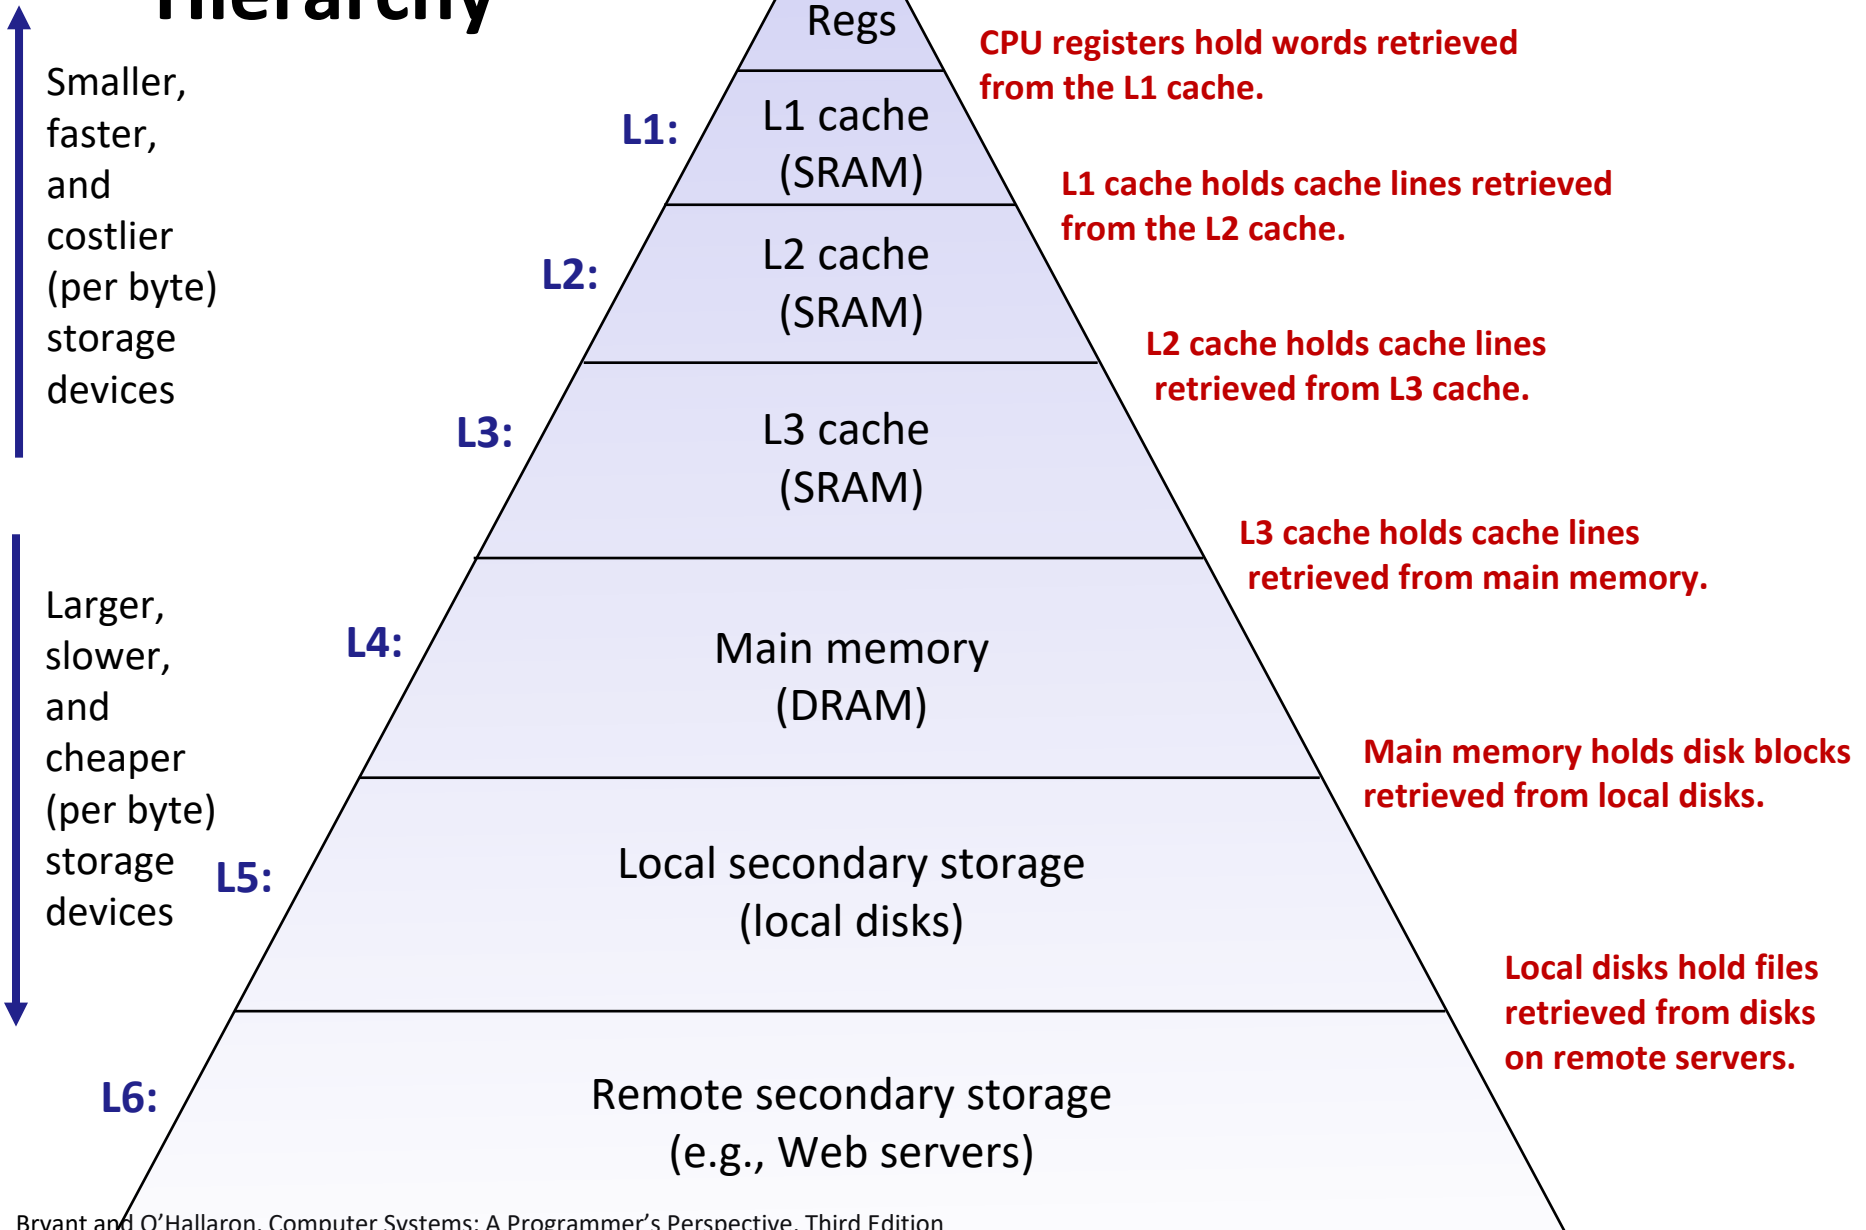 Hierarchy
Regs
CPU registers hold words retrieved
from the L1 cache.
Smaller,
faster,
and
costlier
(per byte)
storage
devices
L1:
L1 cache
(SRAM)
L1 cache holds cache lines retrieved
from the L2 cache.
L2:
L2 cache
(SRAM)
L2 cache holds cache lines
retrieved from L3 cache.
L3:
L3 cache
(SRAM)
L3 cache holds cache lines
retrieved from main memory.
Larger,
slower,
and
cheaper
(per byte)
storage
devices
L4:
Main memory
(DRAM)
Main memory holds disk blocks
retrieved from local disks.
L5:
Local secondary storage
(local disks)
Local disks hold files
retrieved from disks
on remote servers.
L6:
Remote secondary storage
(e.g., Web servers)
Bryant and O’Hallaron, Computer Systems: A Programmer’s Perspective, Third Edition